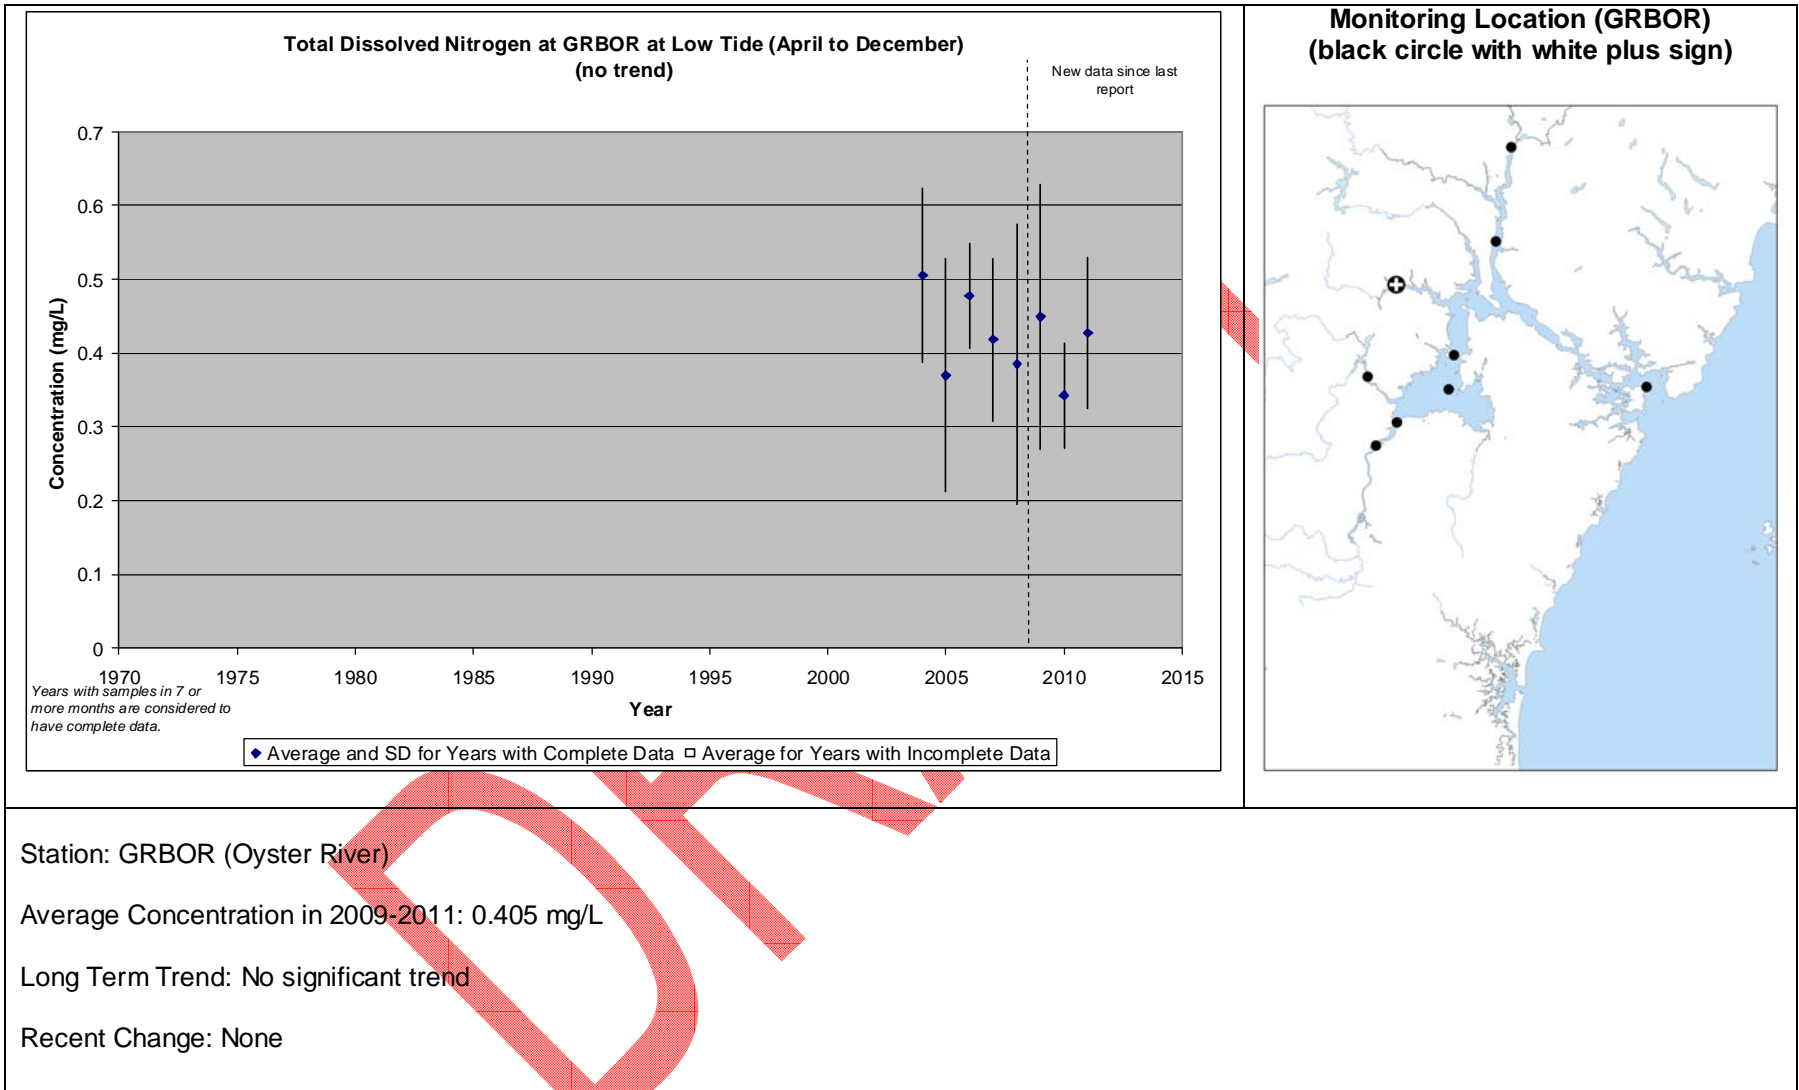 Total Dissolved Nitrogen at GRBOR at Low Tide (April to December)
(no trend)
New data since last
report
Concentration (mg/L)
0.7
0.6
0.5
0.4
0.3
0.2
0.1
0
1970 1975 1980 1985 1990 1995 2000 2005 2010 2015
Year
Years with samples in 7 or
more months are considered to
have complete data.
Average and SD for Years with Complete Data Average for Years with Incomplete Data
Monitoring Location (GRBOR)
(black circle with white plus sign)
Station: GRBOR (Oyster River)
Average Concentration in 2009-2011: 0.405 mg/L
Long Term Trend: No significant trend
Recent Change: None